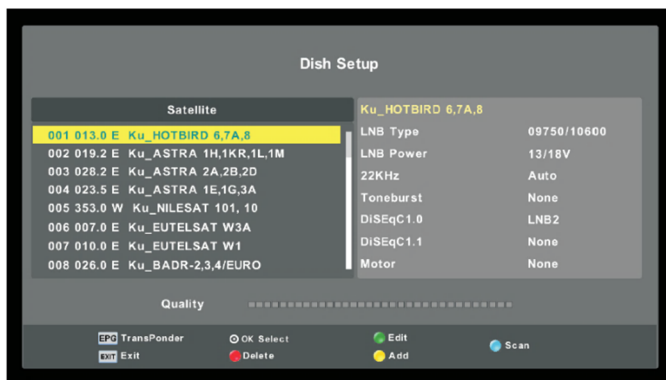 Dish Setup
Satellite
001 013.0 E Ku_HOTBIRD 6,7A,8
002 019.2 E Ku_ASTRA 1H,1KR,1L,1M
003 028.2 E Ku_ASTRA 2A,2B,2D
004 023.5 E Ku_ASTRA 1E,1G,3A
005 353.0 W Ku_NILESAT 101, 10
006 007.0 E Ku_EUTELSAT W3A
007 010.0 E Ku_EUTELSAT W1
008 026.0 E Ku_BADR-2,3,4/EURO
Ku_HOTBIRD 6,7A,8
LNB Type 09750/10600
LNB Power 13/18V
22KHz Auto
Toneburst None
DiSEqC1.0 LNB2
DiSEqC1.1 None
Motor None
Quality
EPG TransPonder OK Select Edit Scan
EXIT Exit Delete Add